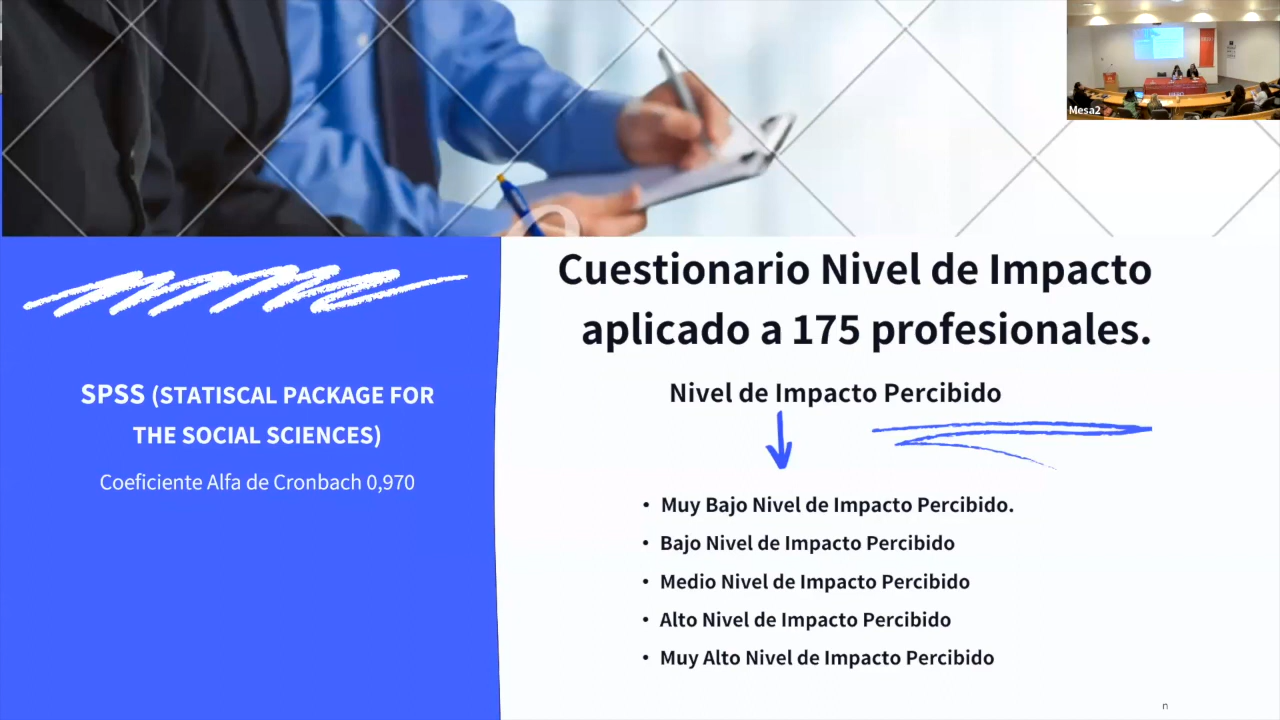 Mesa2
Cuestionario Nivel de Impacto
aplicado a 175 profesionales.
SPSS (STATISCAL PACKAGE FOR
THE SOCIAL SCIENCES)
Coeficiente Alfa de Cronbach 0,970
Nivel de Impacto Percibido
• Muy Bajo Nivel de Impacto Percibido.
• Bajo Nivel de Impacto Percibido
• Medio Nivel de Impacto Percibido
• Alto Nivel de Impacto Percibido
• Muy Alto Nivel de Impacto Percibido
n